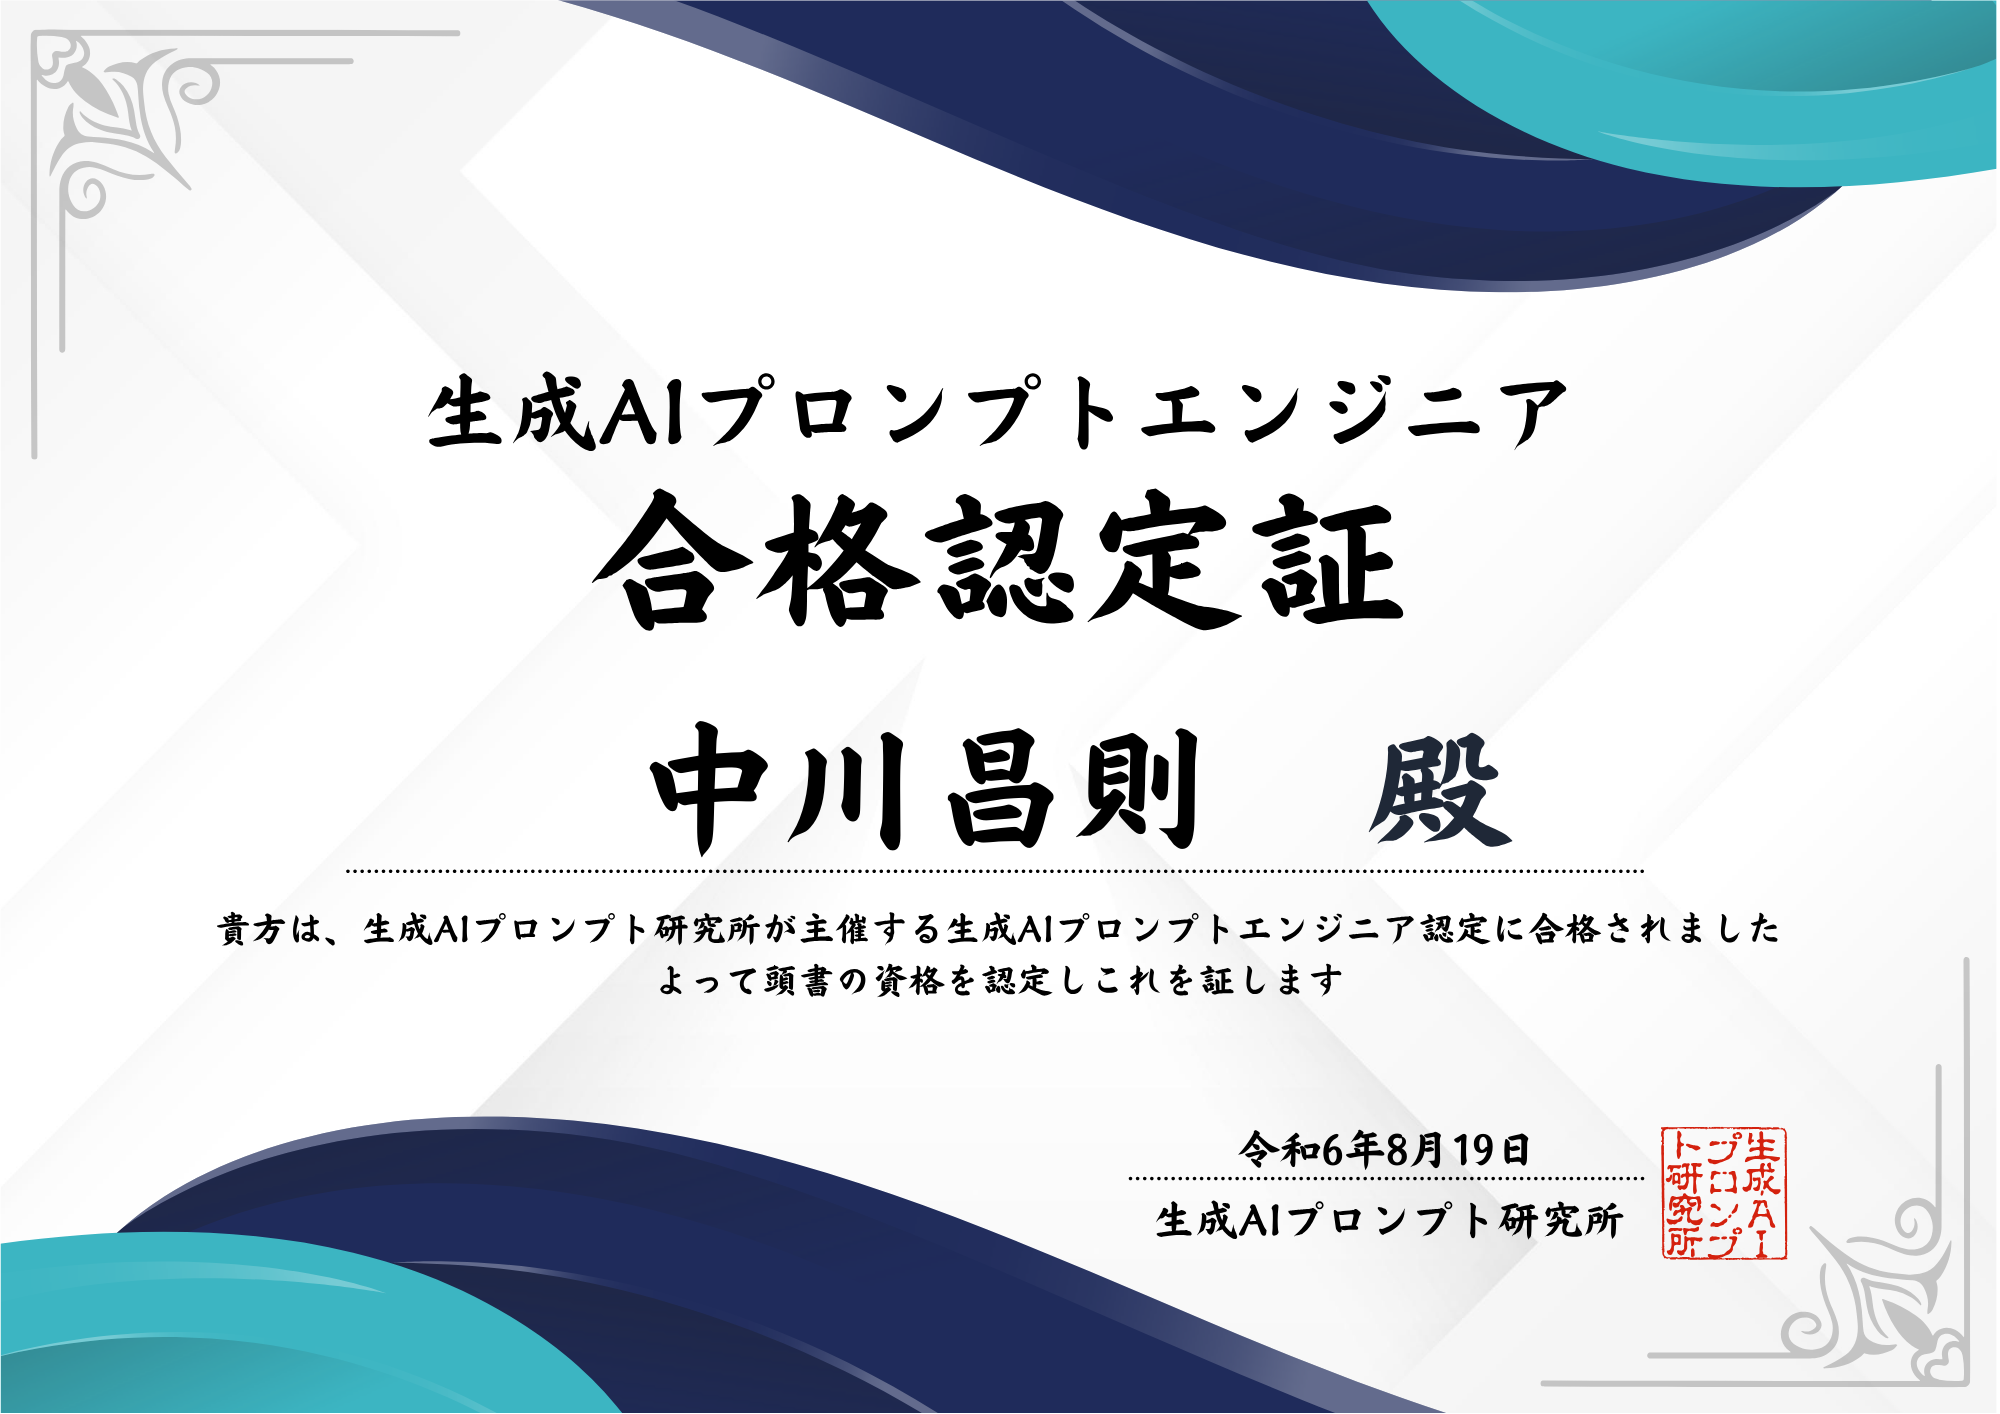 生成AIプロンプトエンジニア
合格認定証
中川昌則　殿
貴方は、生成AIプロンプト研究所が主催する生成AIプロンプトエンジニア認定に合格されました
よって頭書の資格を認定しこれを証します
令和6年8月19日
生成AIプロンプト研究所
生成AI
プロンプ
ト研究所